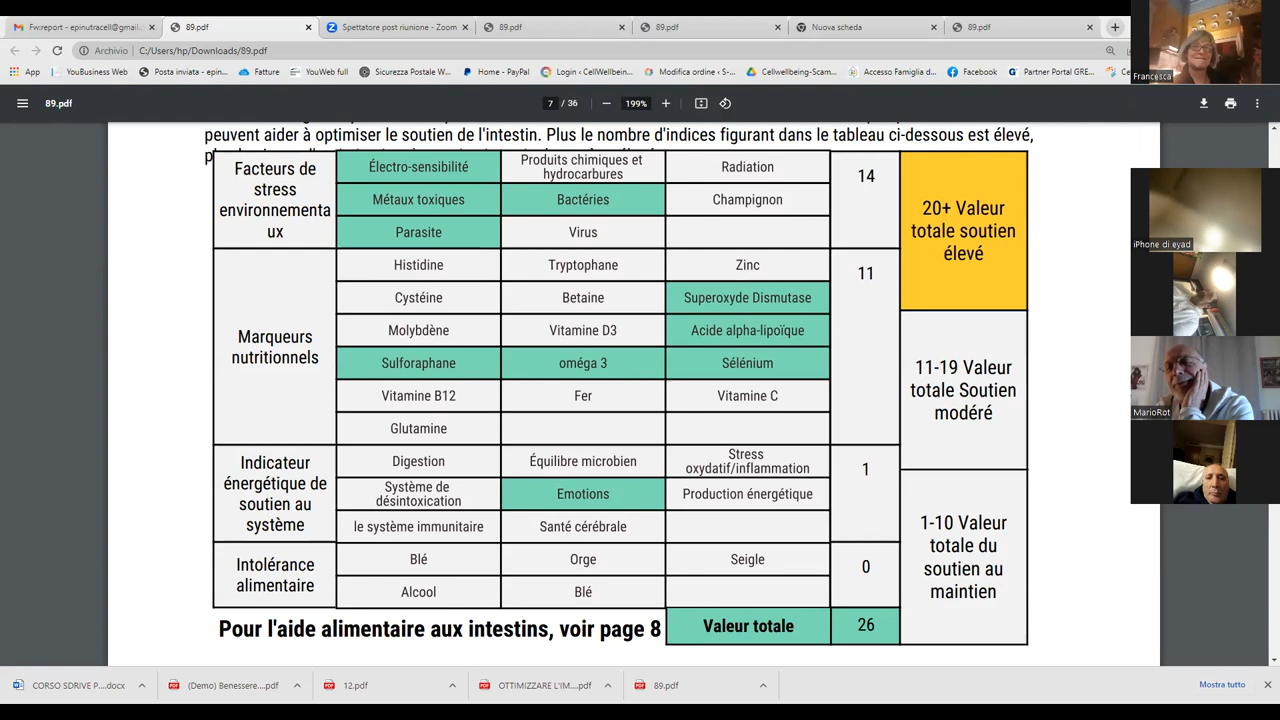 Fw:report - epinutracell@gmail.
89.pdf
Spettatore post riunione - Zoom
89.pdf
89.pdf
Nuova scheda
89.pdf
Archivio
C:/Users/hp/Downloads/89.pdf
App
YouBusiness Web
Posta inviata - epin...
Fatture
YouWeb full
Sicurezza Postale W...
Home - PayPal
Login ‹ CellWellbein...
Modifica ordine ‹ S-...
Cellwellbeing-Scam...
Accesso Famiglia d...
Facebook
Partner Portal GRE...
89.pdf
7 / 36
199%
peuvent aider à optimiser le soutien de l'intestin. Plus le nombre d'indices figurant dans le tableau ci-dessous est élevé,
Facteurs de
stress
environnementa
ux
Électro-sensibilité
Produits chimiques et
hydrocarbures
Radiation
14
Métaux toxiques
Bactéries
Champignon
Parasite
Virus
Marqueurs
nutritionnels
Histidine
Tryptophane
Zinc
11
Cystéine
Betaine
Superoxyde Dismutase
Molybdène
Vitamine D3
Acide alpha-lipoïque
Sulforaphane
oméga 3
Sélénium
Vitamine B12
Fer
Vitamine C
Glutamine
Indicateur
énergétique de
soutien au
système
Digestion
Équilibre microbien
Stress
oxydatif/inflammation
1
Système de
désintoxication
Emotions
Production énergétique
le système immunitaire
Santé cérébrale
Intolérance
alimentaire
Blé
Orge
Seigle
0
Alcool
Blé
20+ Valeur
totale soutien
élevé
11-19 Valeur
totale Soutien
modéré
1-10 Valeur
totale du
soutien au
maintien
Pour l'aide alimentaire aux intestins, voir page 8
Valeur totale
26
Francesca
iPhone di eyad
MarioRot
CORSO SDRIVE P....docx
(Demo) Benessere....pdf
12.pdf
OTTIMIZZARE L'IM....pdf
89.pdf
Mostra tutto